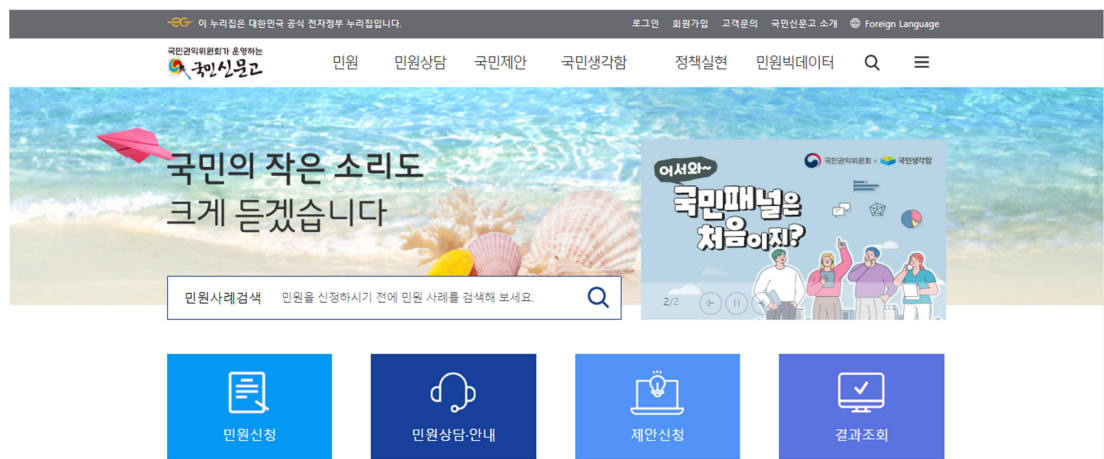 이 누리집은 대한민국 공식 전자정부 누리집입니다.
로그인 회원가입 고객문의 국민신문고 소개 Foreign Language
국민권익위원회가 운영하는
국민신문고
민원 민원상담 국민제안 국민생각함 정책실현 민원빅데이터
국민의 작은 소리도
크게 듣겠습니다
국민권익위원회 국민생각함
어서와~
국민패널은
처음이지?
민원사례검색 민원을 신청하시기 전에 민원 사례를 검색해 보세요.
2/2
민원신청 민원상담·안내 제안신청 결과조회